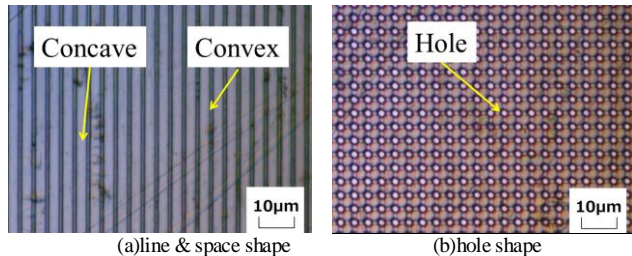 Concave
Convex
10μm
Hole
10μm
(a)line & space shape
(b)hole shape